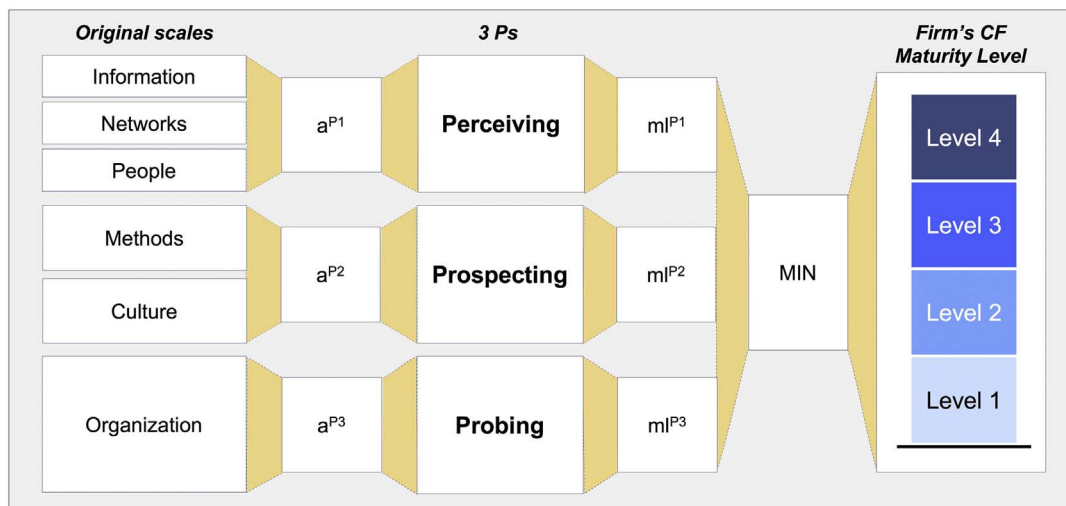 Original scales
3 Ps
Firm's CF
Maturity Level
Information
Networks
People
a^P1
Perceiving
ml^P1
Methods
Culture
a^P2
Prospecting
ml^P2
Organization
a^P3
Probing
ml^P3
MIN
Level 4
Level 3
Level 2
Level 1